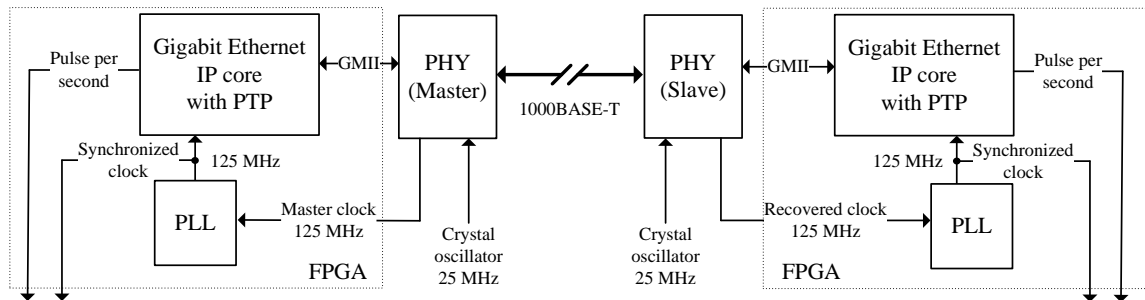 Pulse per
second
Gigabit Ethernet
IP core
with PTP
GMII
PHY
(Master)
1000BASE-T
PHY
(Slave)
GMII
Gigabit Ethernet
IP core
with PTP
Pulse per
second
Synchronized
clock
125 MHz
PLL
Master clock
125 MHz
FPGA
Crystal
oscillator
25 MHz
Crystal
oscillator
25 MHz
Recovered clock
125 MHz
125 MHz
Synchronized
clock
PLL
FPGA